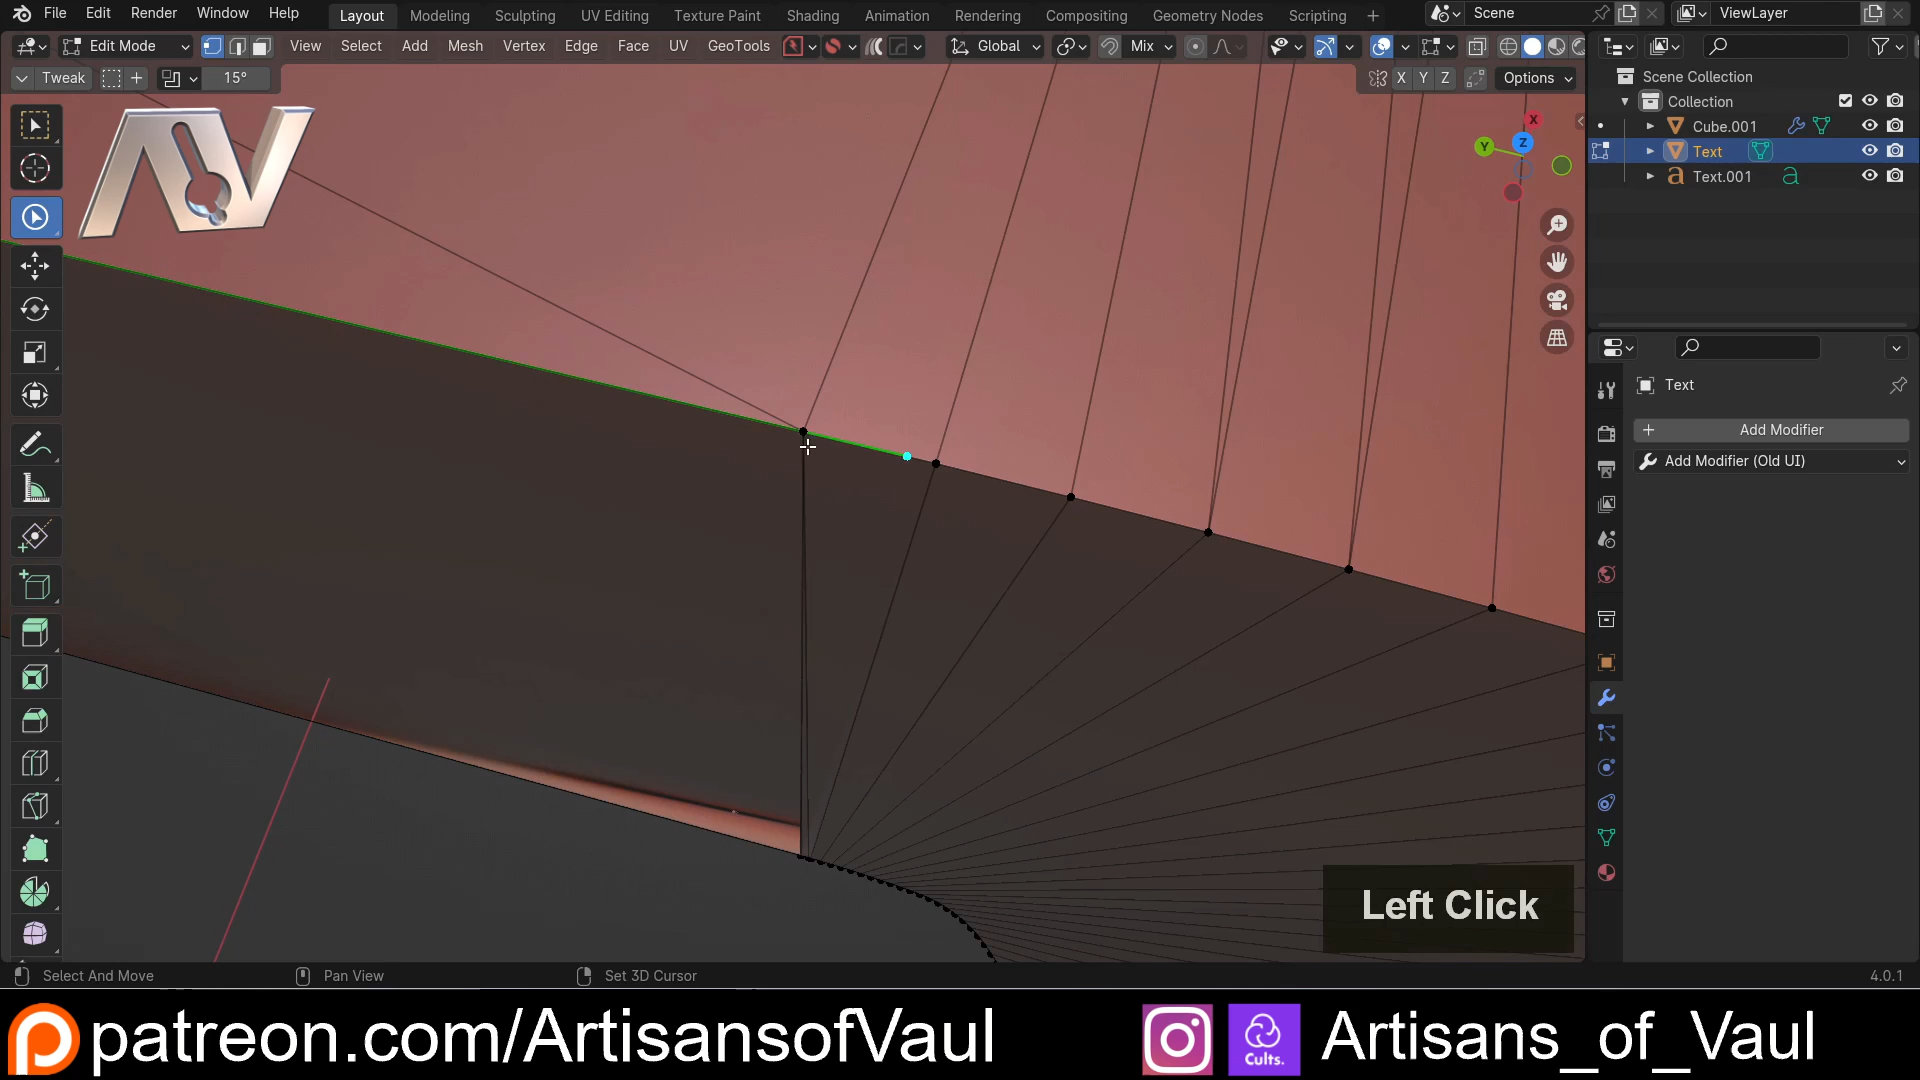 File Edit Render Window Help Layout Modeling Sculpting UV Editing Texture Paint Shading Animation Rendering Compositing Geometry Nodes Scripting + Scene ViewLayer
Edit Mode View Select Add Mesh Vertex Edge Face UV GeoTools Global Mix
Tweak 15° X Y Z Options
Scene Collection
Collection
Cube.001
Text
Text.001
X
Y
Z
Text
Add Modifier
Add Modifier (Old UI)
Left Click
Select And Move Pan View Set 3D Cursor 4.0.1
patreon.com/ArtisansofVaul Cults. Artisans_of_Vaul